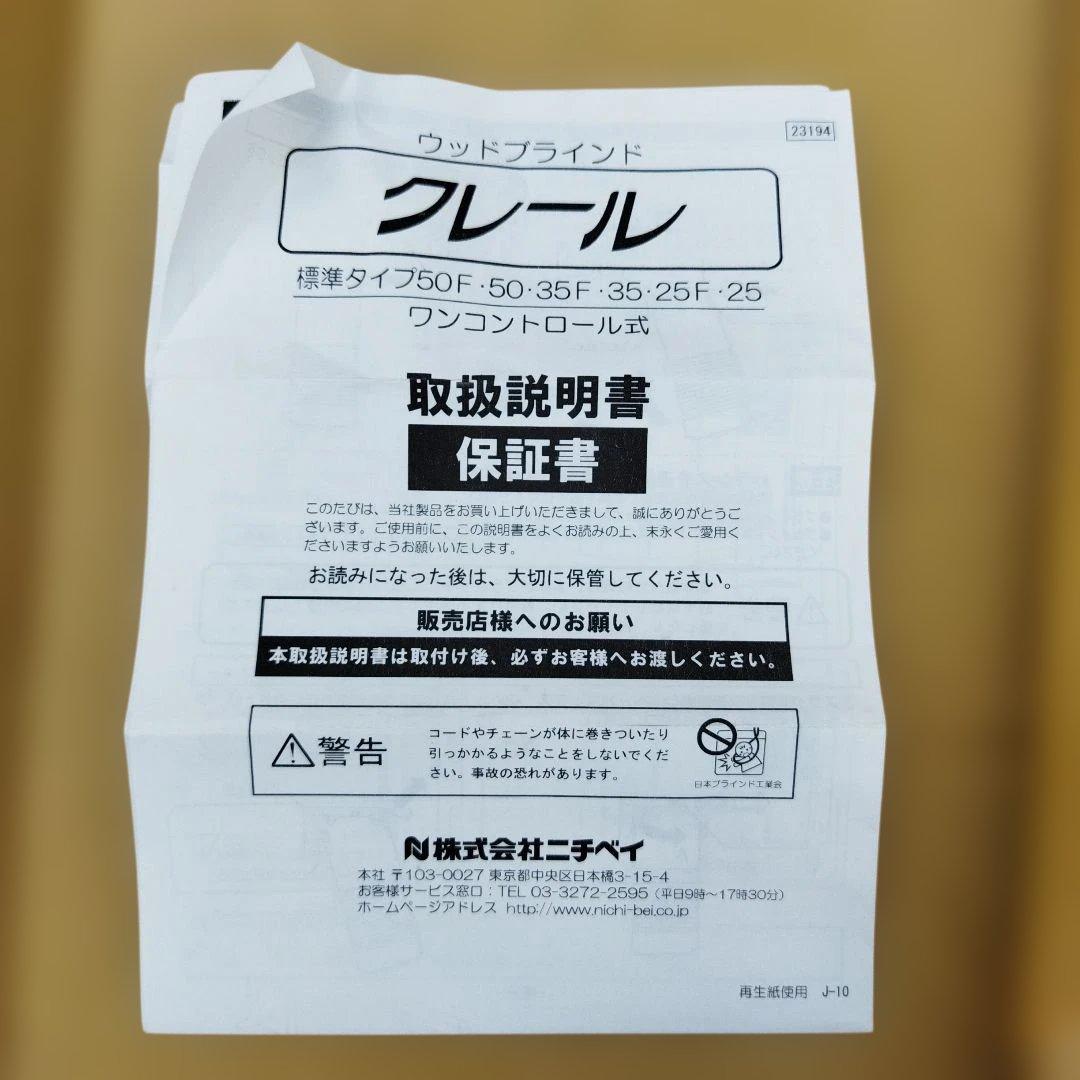 23194
ウッドブラインド
クレール
標準タイプ50F・50・35F・35・25F・25
ワンコントロール式
取扱説明書
保証書
このたびは、当社製品をお買い上げいただきまして、誠にありがとうご
ざいます。ご使用前に、この説明書をよくお読みの上、末永くご愛用く
ださいますようお願いいたします。
お読みになった後は、大切に保管してください。
販売店様へのお願い
本取扱説明書は取付け後、必ずお客様へお渡しください。
警告
コードやチェーンが体に巻きついたり
引っかかるようなことをしないでくだ
さい。事故の恐れがあります。
日本ブラインド工業会
株式会社ニチベイ
本社 〒103-0027 東京都中央区日本橋3-15-4
お客様サービス窓口：TEL 03-3272-2595（平日9時〜17時30分）
ホームページアドレス http://www.nichi-bei.co.jp
再生紙使用 J-10